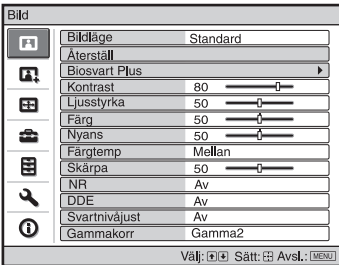 Bild
Bildläge Standard
Återställ
Biosvart Plus
Kontrast 80
Ljusstyrka 50
Färg 50
Nyans 50
Färgtemp Mellan
Skärpa 50
NR Av
DDE Av
Svartnivåjust Av
Gammakorr Gamma2
Välj: Sätt: Avsl.: MENU